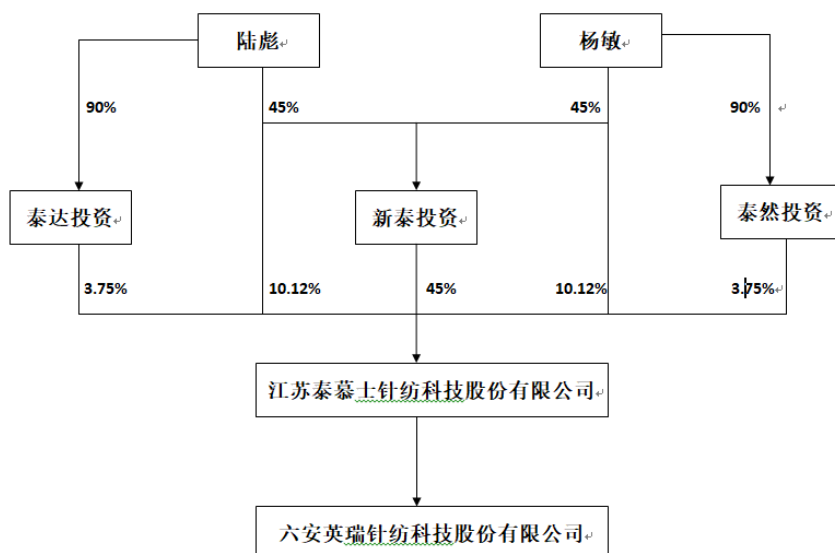 陆彪
杨敏
90%
45%
45%
90%
泰达投资
新泰投资
泰然投资
3.75%
10.12%
45%
10.12%
3.75%
江苏泰慕士针纺科技股份有限公司
六安英瑞针纺科技股份有限公司